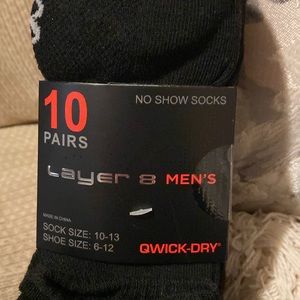 10
PAIRS
NO SHOW SOCKS
Layer 8 MEN'S
MADE IN CHINA
SOCK SIZE: 10-13
SHOE SIZE: 6-12
QWICK-DRY®